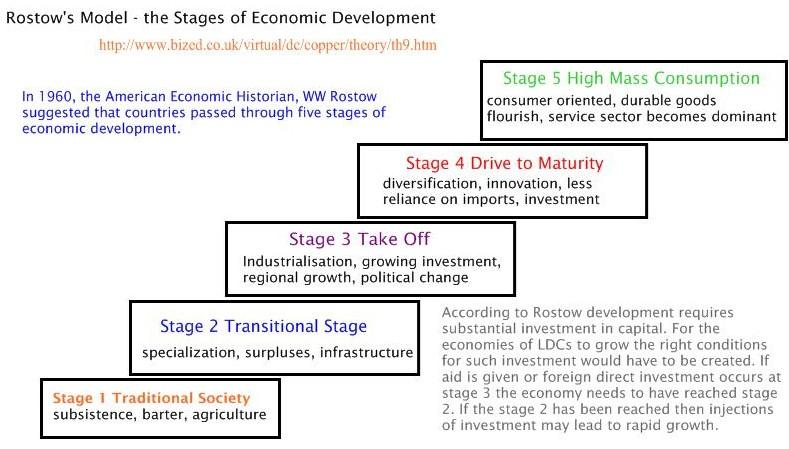 Rostow's Model - the Stages of Economic Development
http://www.bized.co.uk/virtual/dc/copper/theory/th9.htm
In 1960, the American Economic Historian, WW Rostow
suggested that countries passed through five stages of
economic development.
Stage 5 High Mass Consumption
consumer oriented, durable goods
flourish, service sector becomes dominant
Stage 4 Drive to Maturity
diversification, innovation, less
reliance on imports, investment
Stage 3 Take Off
Industrialisation, growing investment,
regional growth, political change
Stage 2 Transitional Stage
specialization, surpluses, infrastructure
Stage 1 Traditional Society
subsistence, barter, agriculture
According to Rostow development requires
substantial investment in capital. For the
economies of LDCs to grow the right conditions
for such investment would have to be created. If
aid is given or foreign direct investment occurs at
stage 3 the economy needs to have reached stage
2. If the stage 2 has been reached then injections
of investment may lead to rapid growth.